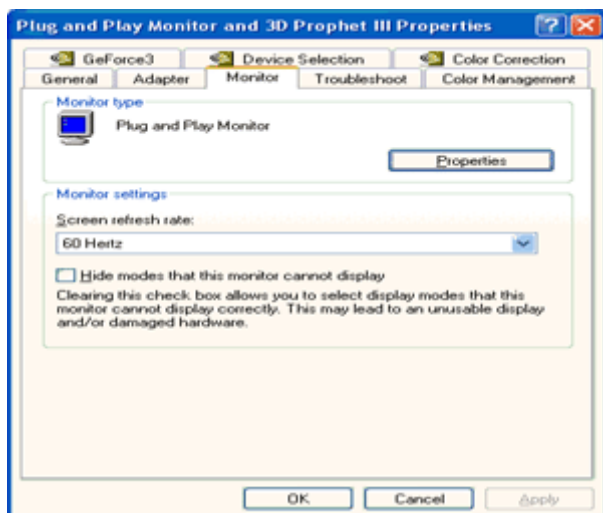 Plug and Play Monitor and 3D Prophet III Properties
GeForce3 Device Selection Color Correction
General Adapter Monitor Troubleshoot Color Management
Monitor type
Plug and Play Monitor
Properties
Monitor settings
Screen refresh rate:
60 Hertz
Hide modes that this monitor cannot display
Clearing this check box allows you to select display modes that this
monitor cannot display correctly. This may lead to an unusable display
and/or damaged hardware.
OK Cancel Apply